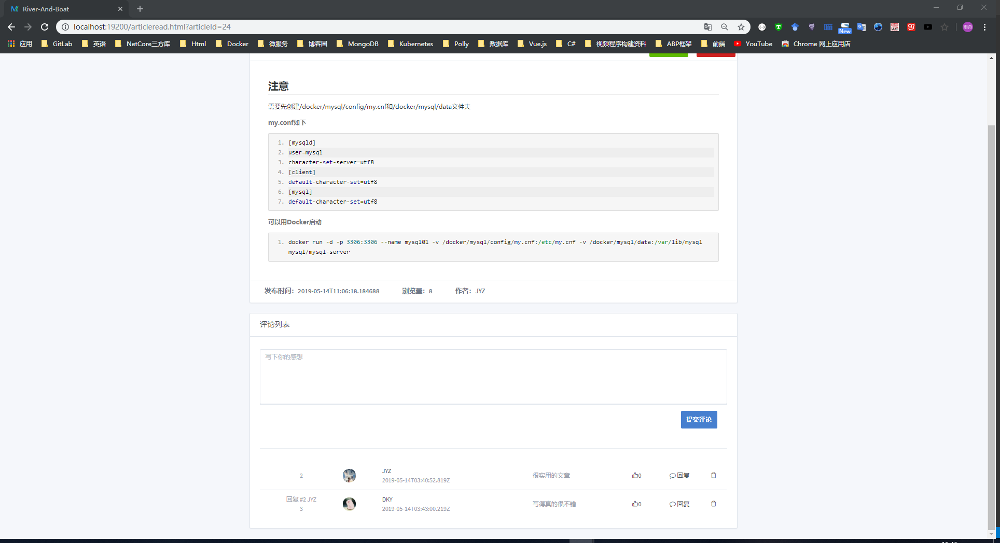 River-And-Boat
localhost:19200/articleread.html?articleId=24
New
雨舟
应用 GitLab 英语 NetCore三方库 Html Docker 微服务 博客园 MongoDB Kubernetes Polly 数据库 Vue.js C# 视频程序构建资料 ABP框架 前端 YouTube Chrome 网上应用店
注意
需要先创建/docker/mysql/config/my.cnf和/docker/mysql/data文件夹
my.conf如下
1. [mysqld]
2. user=mysql
3. character-set-server=utf8
4. [client]
5. default-character-set=utf8
6. [mysql]
7. default-character-set=utf8
可以用Docker启动
1. docker run -d -p 3306:3306 --name mysql01 -v /docker/mysql/config/my.cnf:/etc/my.cnf -v /docker/mysql/data:/var/lib/mysql
mysql/mysql-server
发布时间：2019-05-14T11:06:18.184688 浏览量：8 作者：JYZ
评论列表
写下你的感想
提交评论
2 JYZ 很实用的文章 0 回复
2019-05-14T03:40:52.819Z
回复 #2 JYZ DKY 写得真的很不错 0 回复
3 2019-05-14T03:43:00.219Z